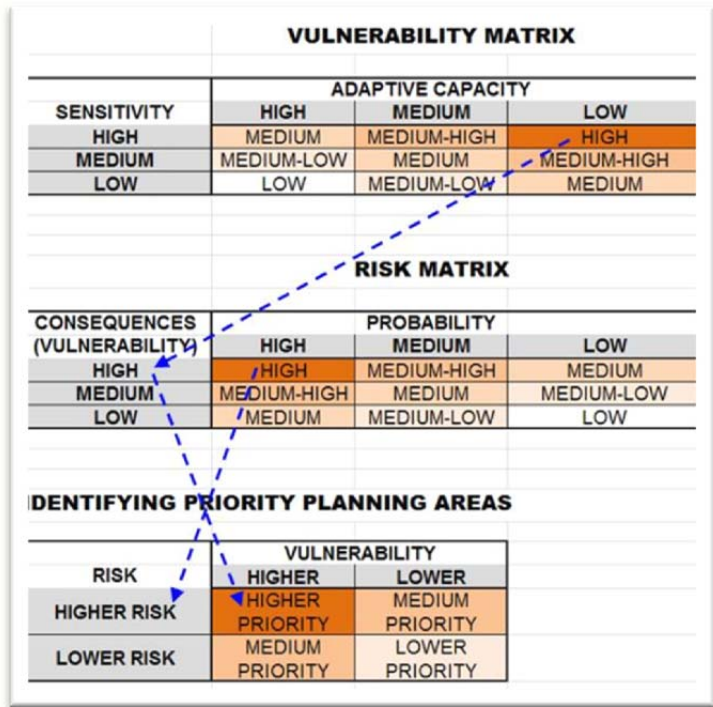 VULNERABILITY MATRIX
ADAPTIVE CAPACITY
SENSITIVITY HIGH MEDIUM LOW
HIGH MEDIUM MEDIUM-HIGH HIGH
MEDIUM MEDIUM-LOW MEDIUM MEDIUM-HIGH
LOW LOW MEDIUM-LOW MEDIUM
RISK MATRIX
CONSEQUENCES PROBABILITY
(VULNERABILITY) HIGH MEDIUM LOW
HIGH HIGH MEDIUM-HIGH MEDIUM
MEDIUM MEDIUM-HIGH MEDIUM MEDIUM-LOW
LOW MEDIUM MEDIUM-LOW LOW
IDENTIFYING PRIORITY PLANNING AREAS
VULNERABILITY
RISK HIGHER LOWER
HIGHER RISK HIGHER PRIORITY MEDIUM PRIORITY
LOWER RISK MEDIUM PRIORITY LOWER PRIORITY